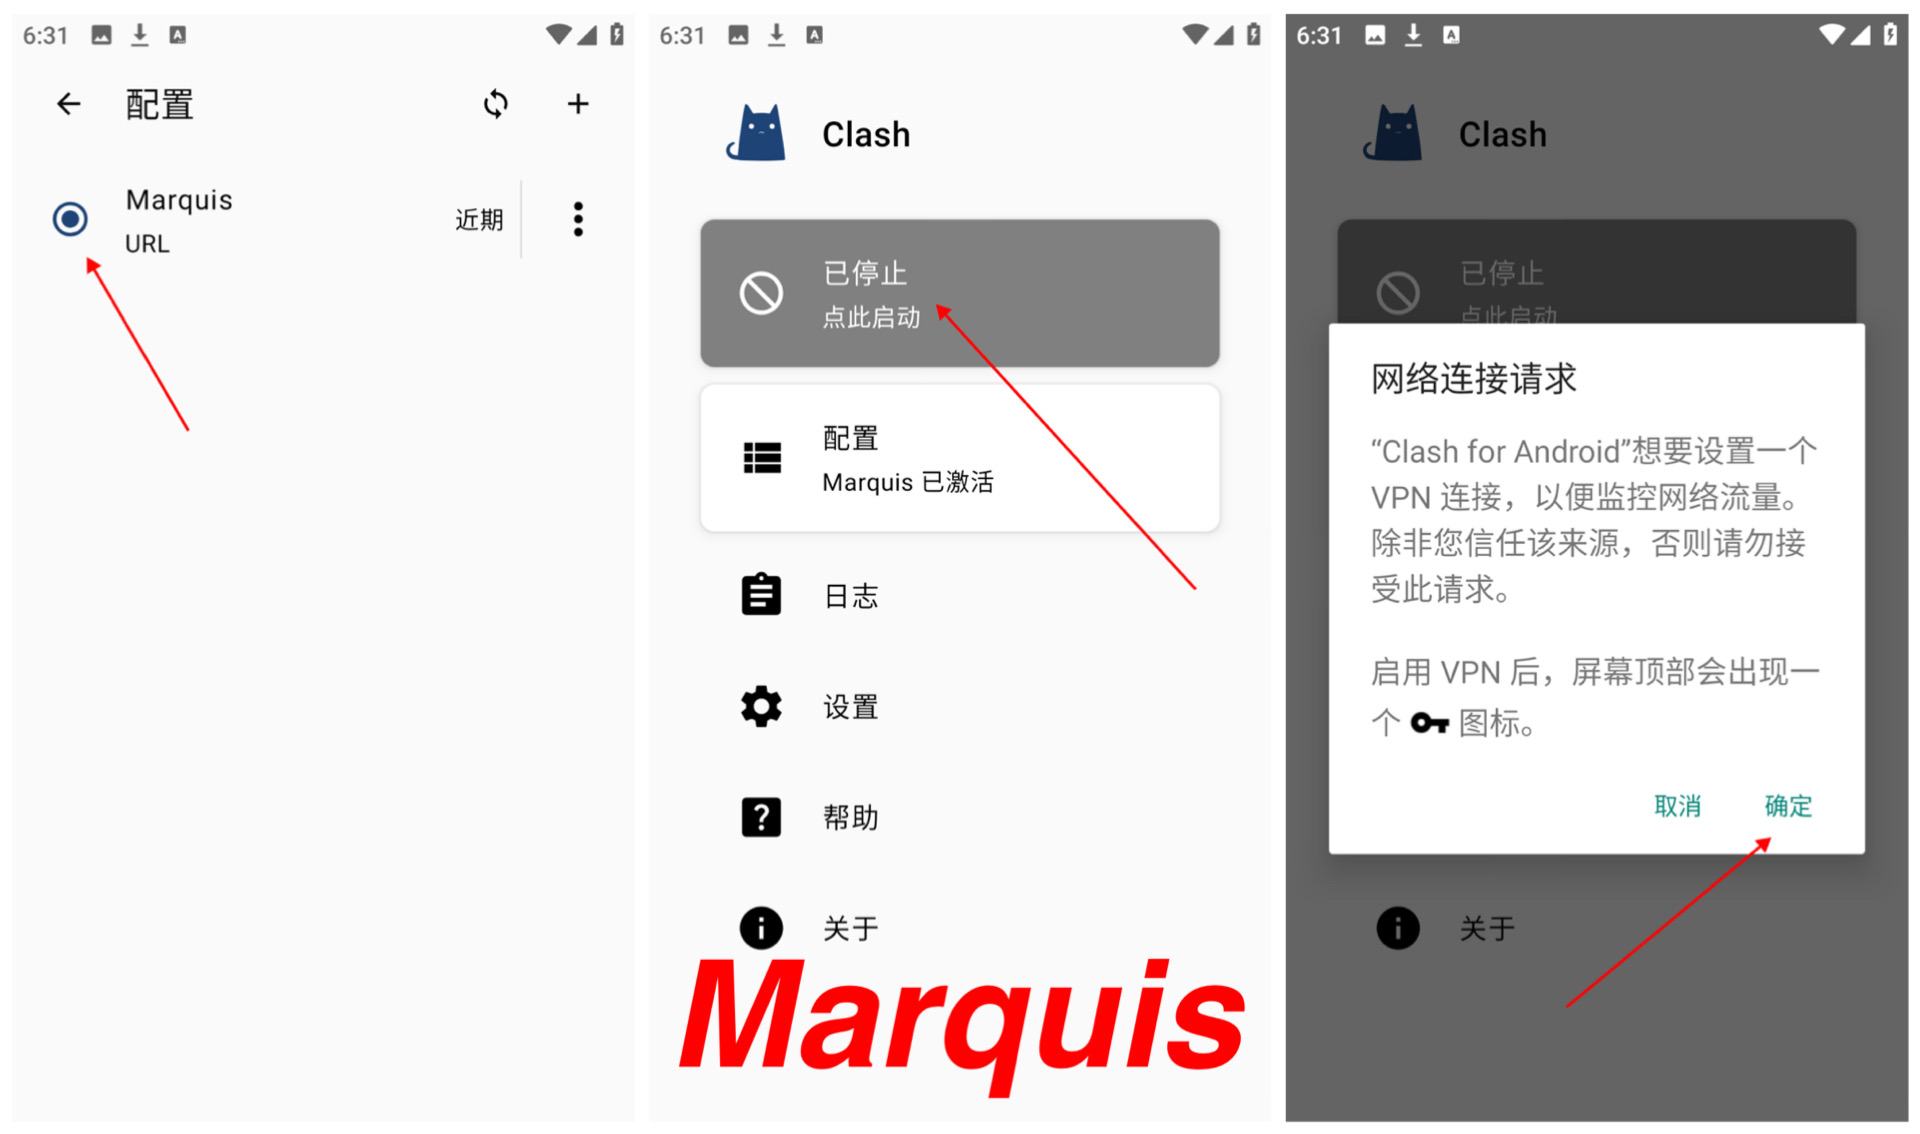 6:31
配置
Marquis
URL
近期
6:31
Clash
已停止
点此启动
配置
Marquis 已激活
日志
设置
帮助
关于
Marquis
6:31
Clash
已停止
点此启动
网络连接请求
“Clash for Android”想要设置一个
VPN 连接，以便监控网络流量。
除非您信任该来源，否则请勿接
受此请求。
启用 VPN 后，屏幕顶部会出现一
个 图标。
取消 确定
关于